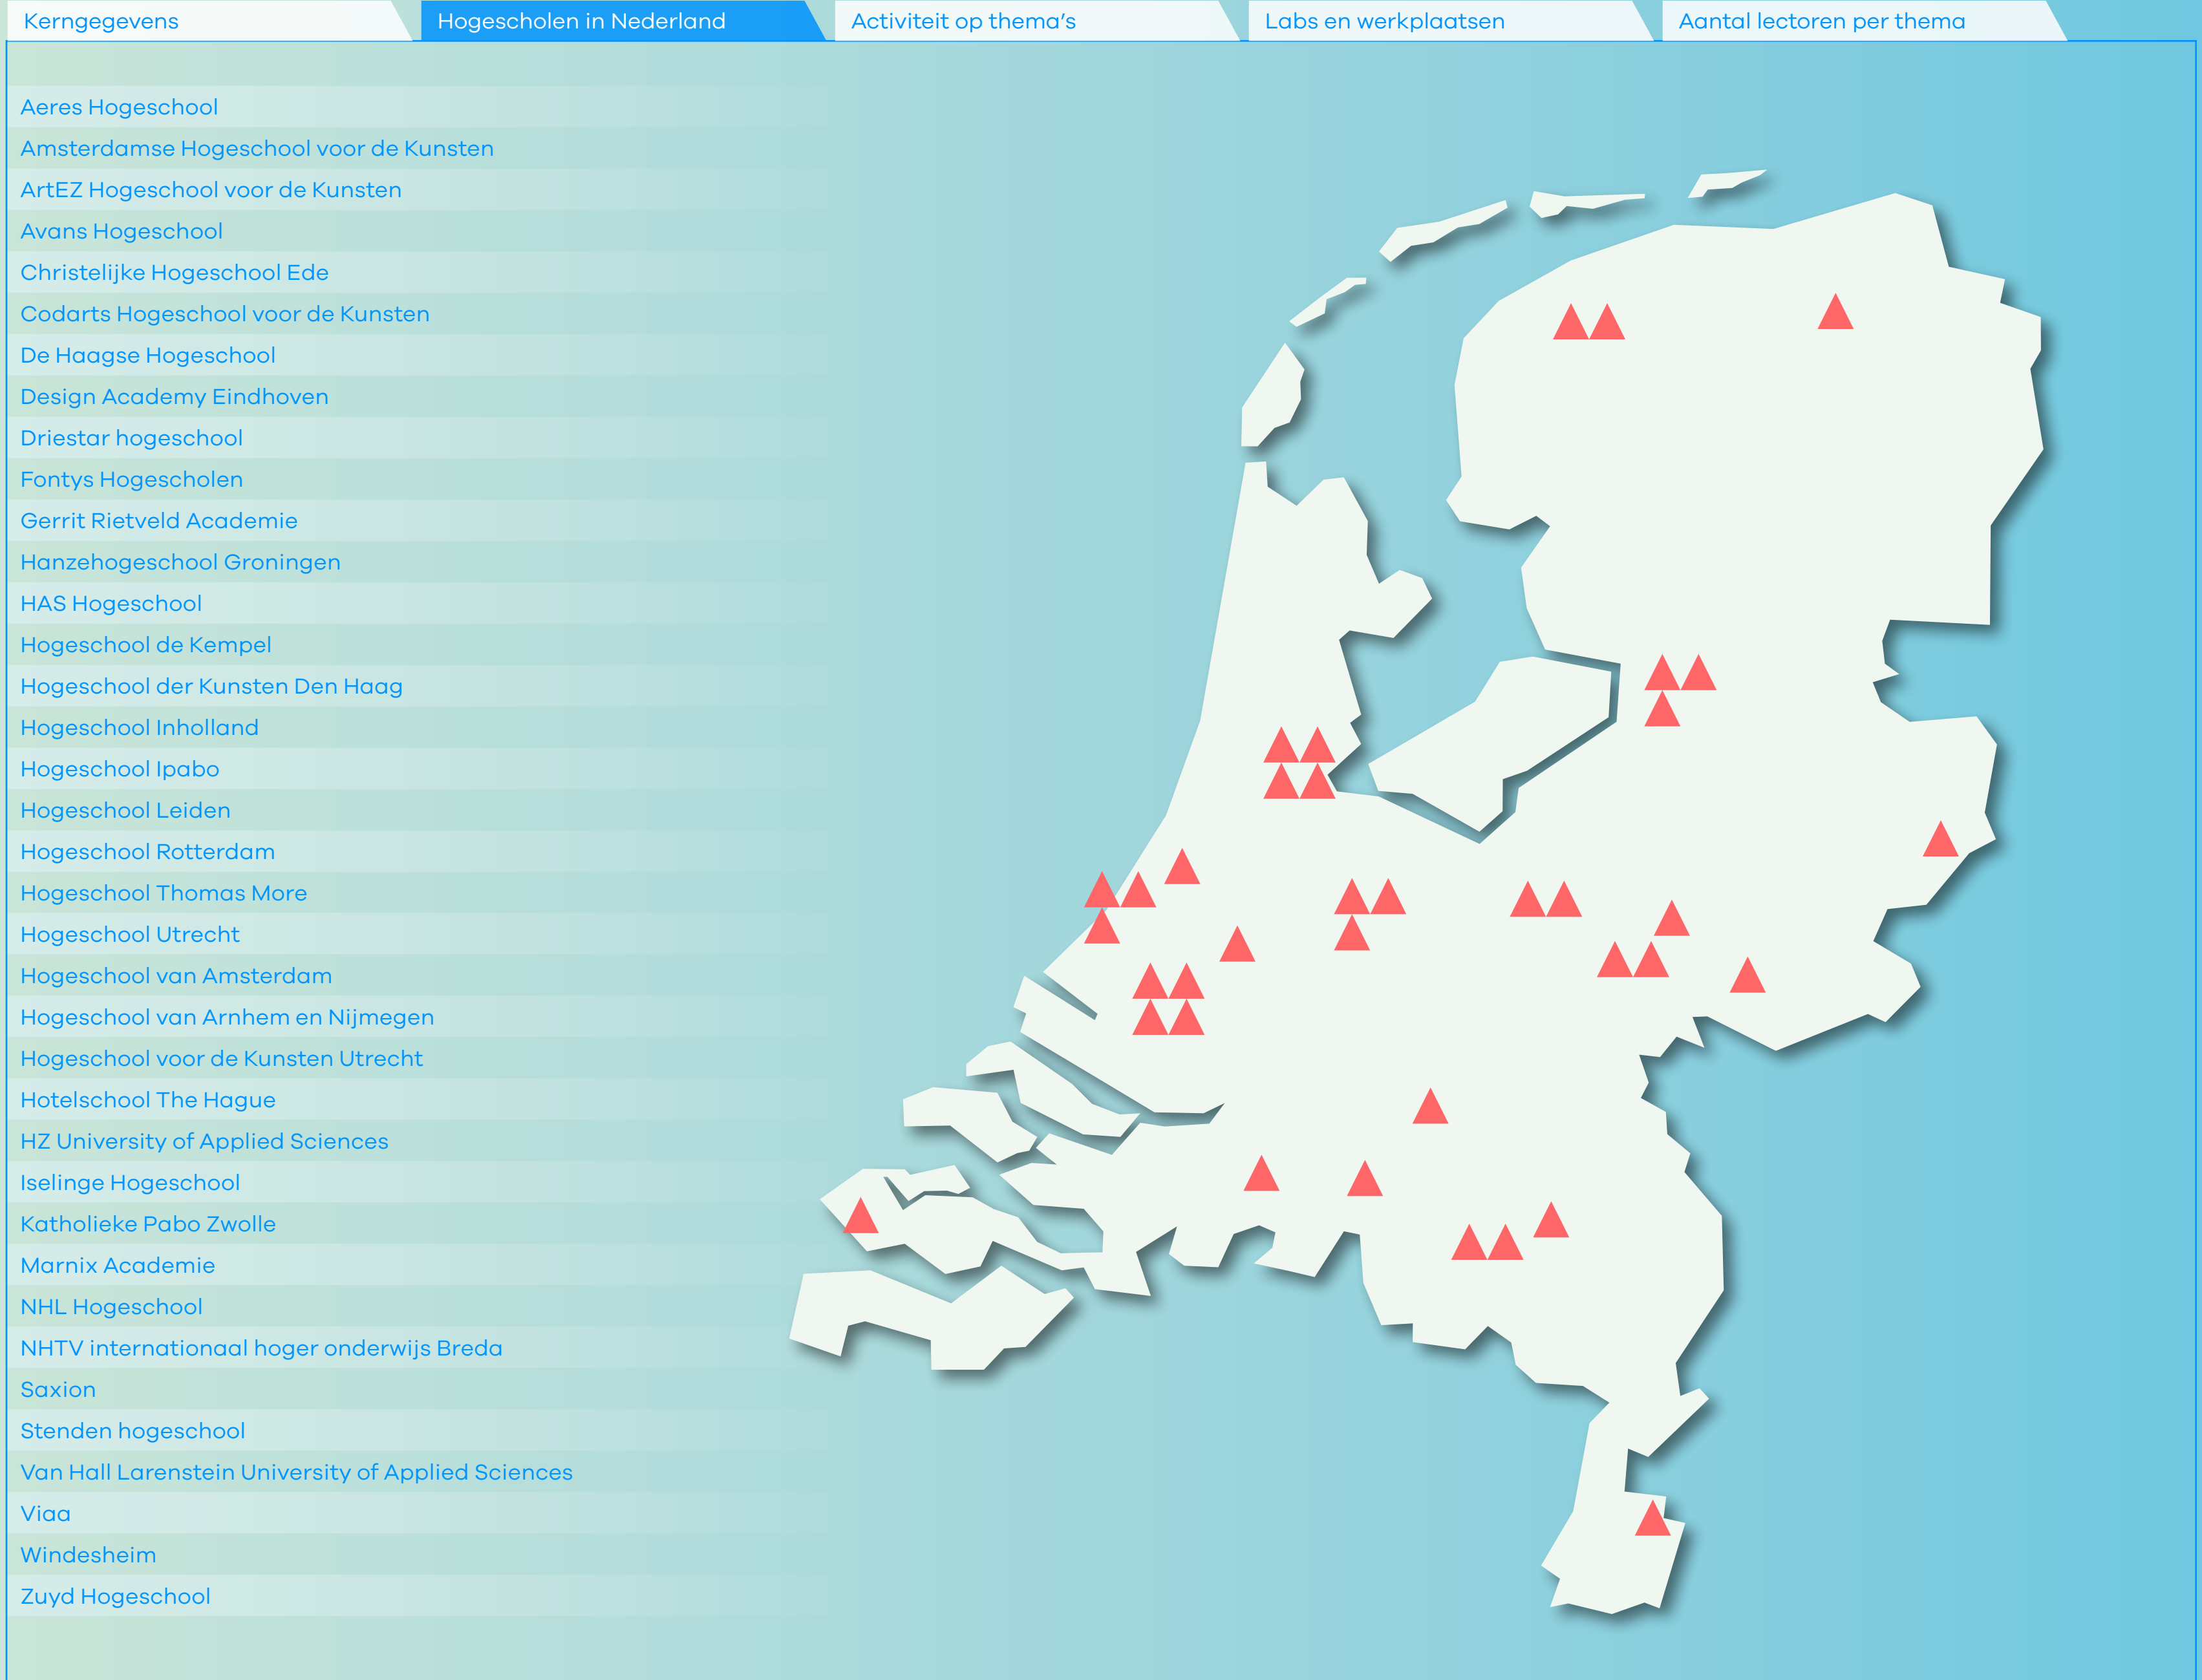 Kerngegevens
Hogescholen in Nederland
Activiteit op thema’s
Labs en werkplaatsen
Aantal lectoren per thema
Aeres Hogeschool
Amsterdamse Hogeschool voor de Kunsten
ArtEZ Hogeschool voor de Kunsten
Avans Hogeschool
Christelijke Hogeschool Ede
Codarts Hogeschool voor de Kunsten
De Haagse Hogeschool
Design Academy Eindhoven
Driestar hogeschool
Fontys Hogescholen
Gerrit Rietveld Academie
Hanzehogeschool Groningen
HAS Hogeschool
Hogeschool de Kempel
Hogeschool der Kunsten Den Haag
Hogeschool Inholland
Hogeschool Ipabo
Hogeschool Leiden
Hogeschool Rotterdam
Hogeschool Thomas More
Hogeschool Utrecht
Hogeschool van Amsterdam
Hogeschool van Arnhem en Nijmegen
Hogeschool voor de Kunsten Utrecht
Hotelschool The Hague
HZ University of Applied Sciences
Iselinge Hogeschool
Katholieke Pabo Zwolle
Marnix Academie
NHL Hogeschool
NHTV internationaal hoger onderwijs Breda
Saxion
Stenden hogeschool
Van Hall Larenstein University of Applied Sciences
Viaa
Windesheim
Zuyd Hogeschool